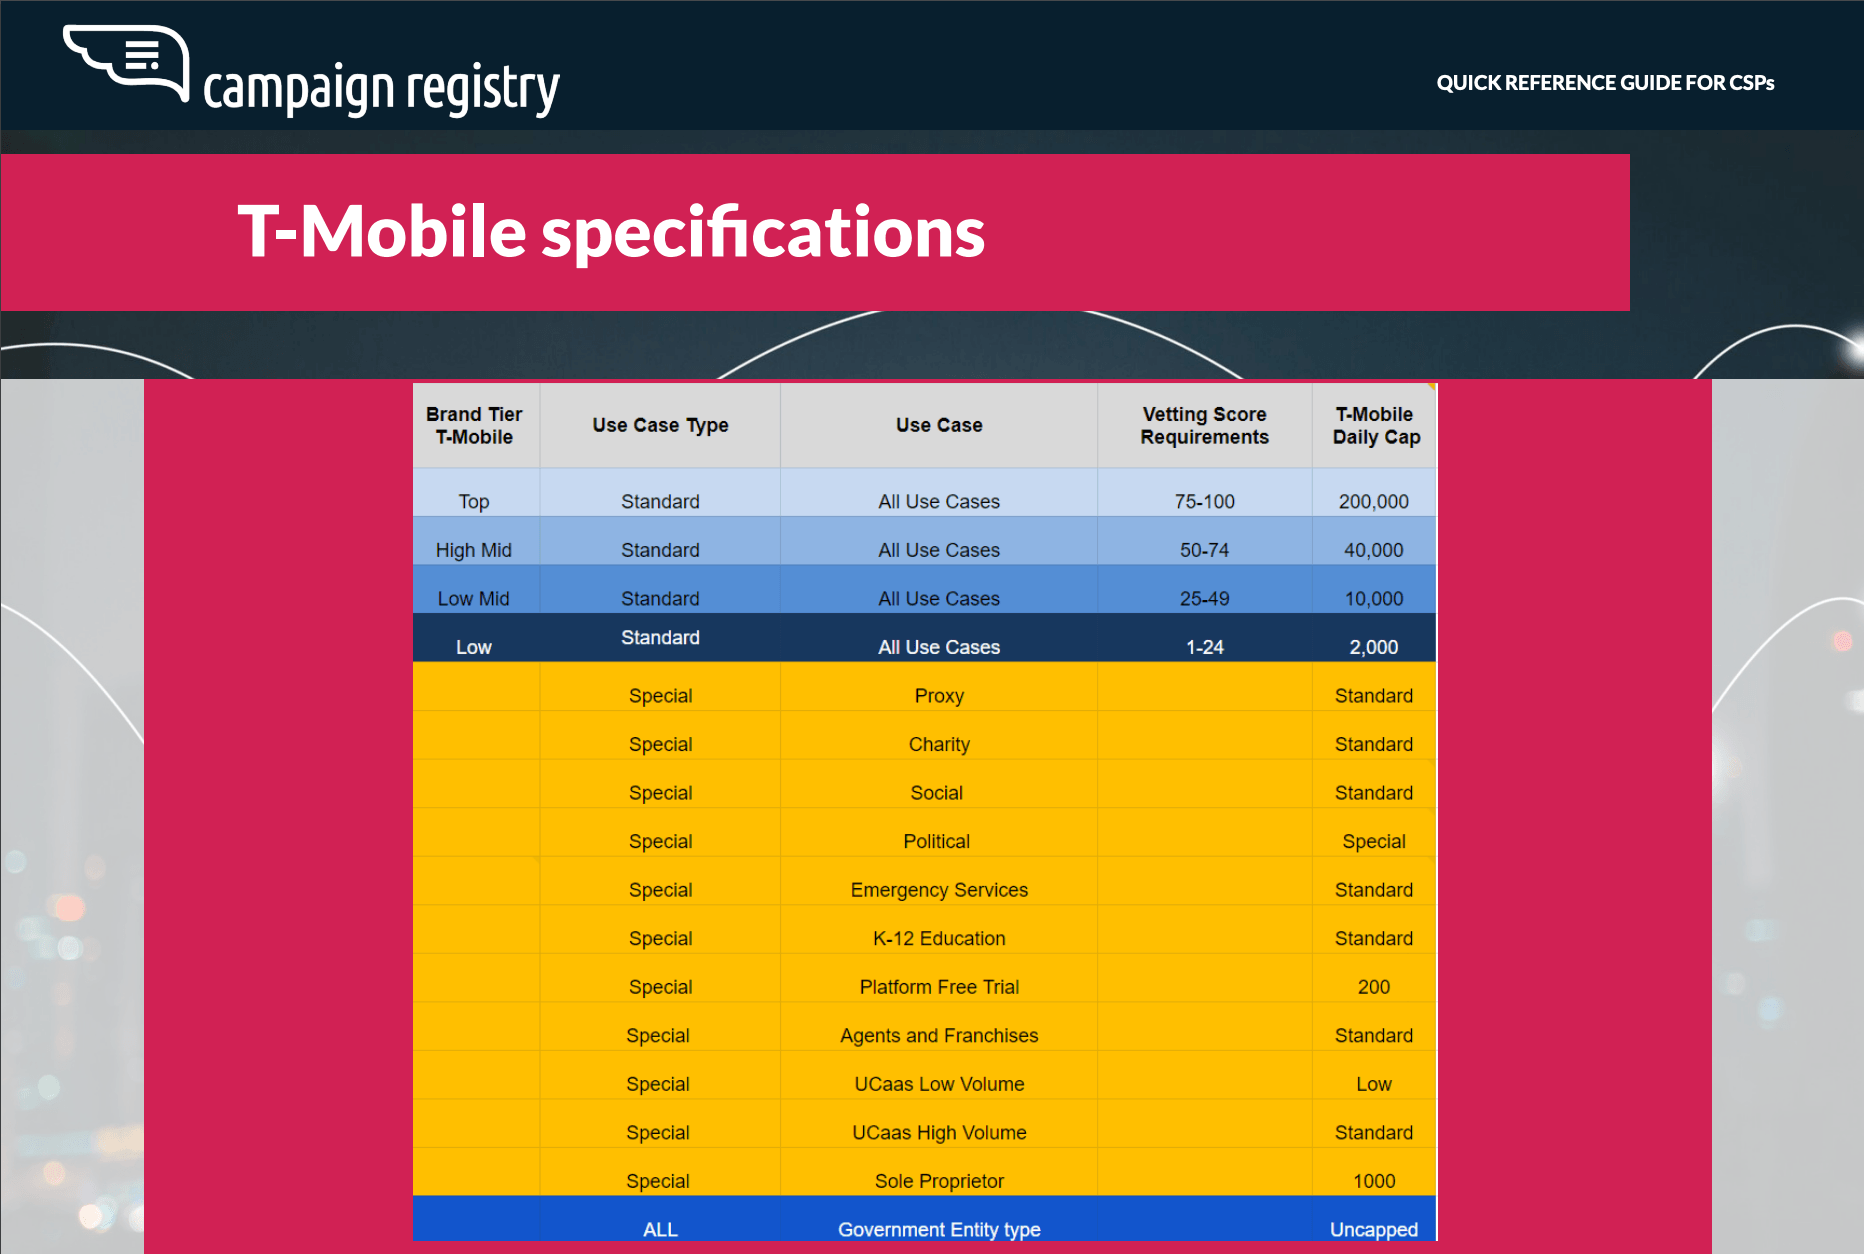 campaign registry
QUICK REFERENCE GUIDE FOR CSPs
T-Mobile specifications
Brand Tier T-Mobile Use Case Type Use Case Vetting Score Requirements T-Mobile Daily Cap
Top Standard All Use Cases 75-100 200,000
High Mid Standard All Use Cases 50-74 40,000
Low Mid Standard All Use Cases 25-49 10,000
Low Standard All Use Cases 1-24 2,000
Special Proxy Standard
Special Charity Standard
Special Social Standard
Special Political Special
Special Emergency Services Standard
Special K-12 Education Standard
Special Platform Free Trial 200
Special Agents and Franchises Standard
Special UCaas Low Volume Low
Special UCaas High Volume Standard
Special Sole Proprietor 1000
ALL Government Entity type Uncapped